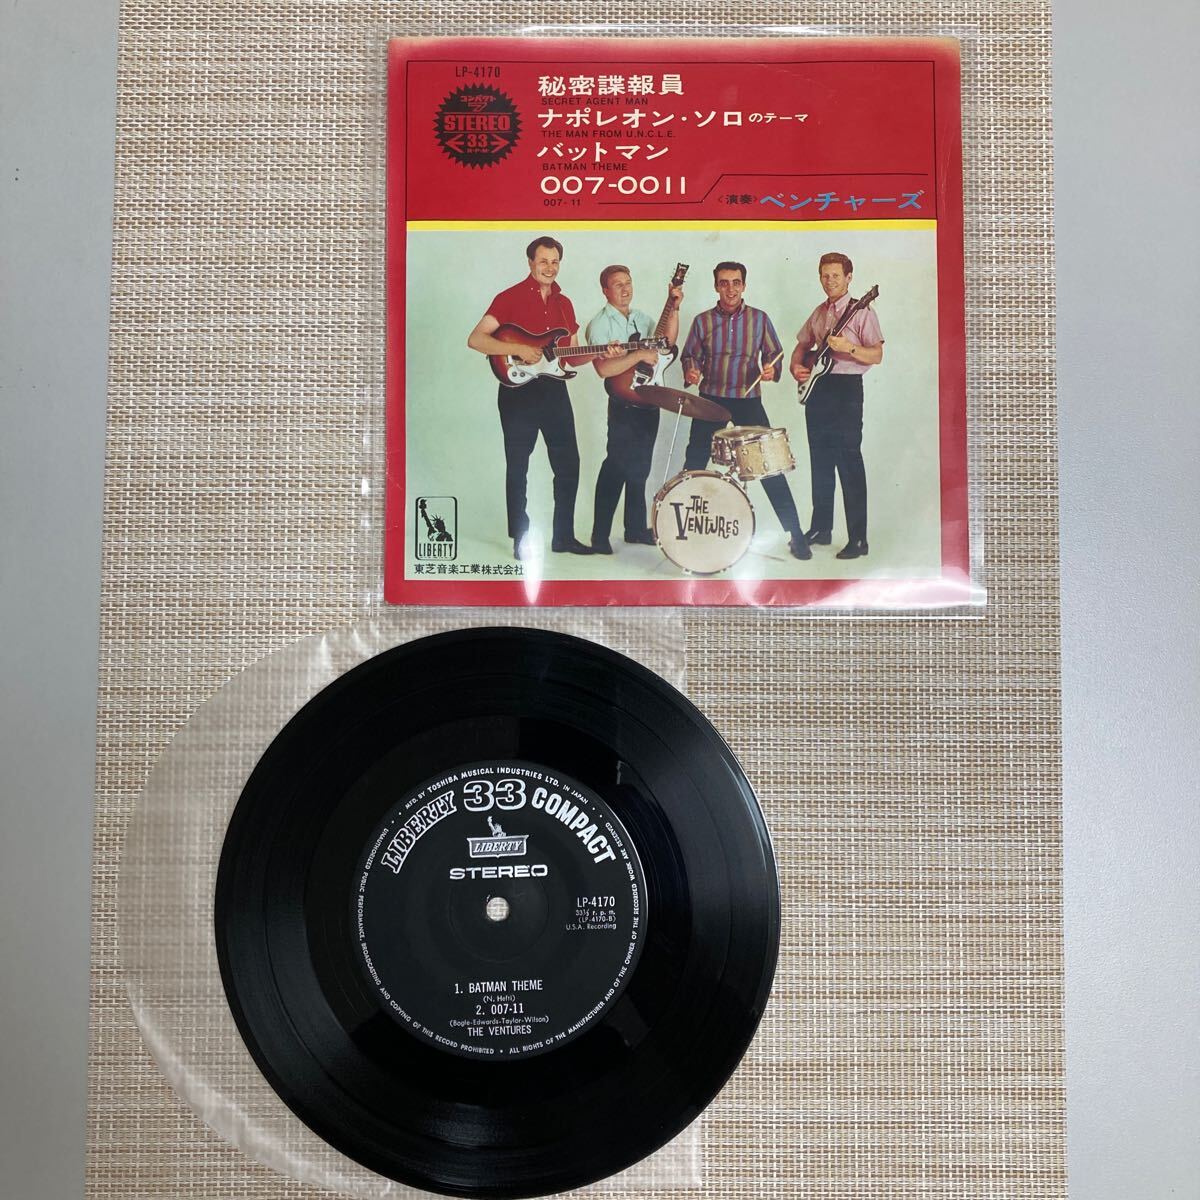 LP-4170
コンパクト
33
STEREO
33
R・P・M
秘密諜報員
SECRET AGENT MAN
ナポレオン・ソロのテーマ
THE MAN FROM U.N.C.L.E.
バットマン
BATMAN THEME
007-0011
007-11
〈演奏〉ベンチャーズ
THE
VENTURES
LIBERTY
東芝音楽工業株式会社
MFD. BY TOSHIBA MUSICAL INDUSTRIES LTD. IN JAPAN
LIBERTY 33 COMPACT
LIBERTY
STEREO
LP-4170
33⅓ r. p. m.
(LP-4170-B)
U.S.A. Recording
1. BATMAN THEME
(N. Hefti)
2. 007-11
(Bogle-Edwards-Taylor-Wilson)
THE VENTURES
UNAUTHORIZED PUBLIC PERFORMANCE, BROADCASTING AND COPYING OF THIS RECORD PROHIBITED • ALL RIGHTS OF THE MANUFACTURER AND OF THE OWNER OF THE RECORDED WORK ARE RESERVED